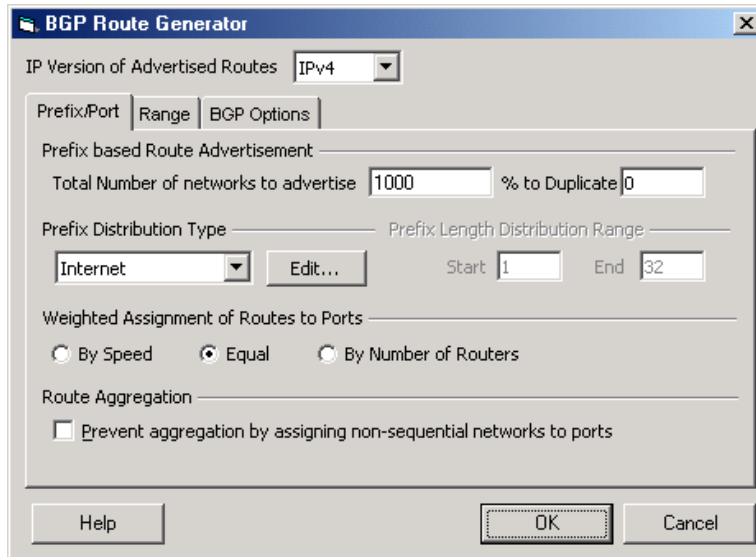 BGP Route Generator
IP Version of Advertised Routes IPv4
Prefix/Port Range BGP Options
Prefix based Route Advertisement
Total Number of networks to advertise 1000 % to Duplicate 0
Prefix Distribution Type Prefix Length Distribution Range
Internet Edit... Start 1 End 32
Weighted Assignment of Routes to Ports
By Speed Equal By Number of Routers
Route Aggregation
Prevent aggregation by assigning non-sequential networks to ports
Help OK Cancel